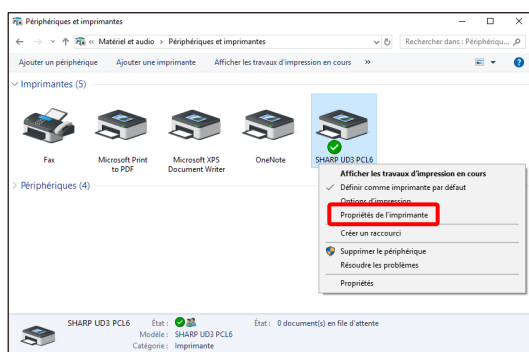 Périphériques et imprimantes
« Matériel et audio › Périphériques et imprimantes
Rechercher dans : Périphériqu...
Ajouter un périphérique Ajouter une imprimante Afficher les travaux d'impression en cours »
Imprimantes (5)
Fax
Microsoft Print
to PDF
Microsoft XPS
Document Writer
OneNote
SHARP UD3 PCL6
Périphériques (4)
Afficher les travaux d'impression en cours
Définir comme imprimante par défaut
Options d'impression
Propriétés de l'imprimante
Créer un raccourci
Supprimer le périphérique
Résoudre les problèmes
Propriétés
SHARP UD3 PCL6 État : État : 0 document(s) en file d'attente
Modèle : SHARP UD3 PCL6
Catégorie : Imprimante